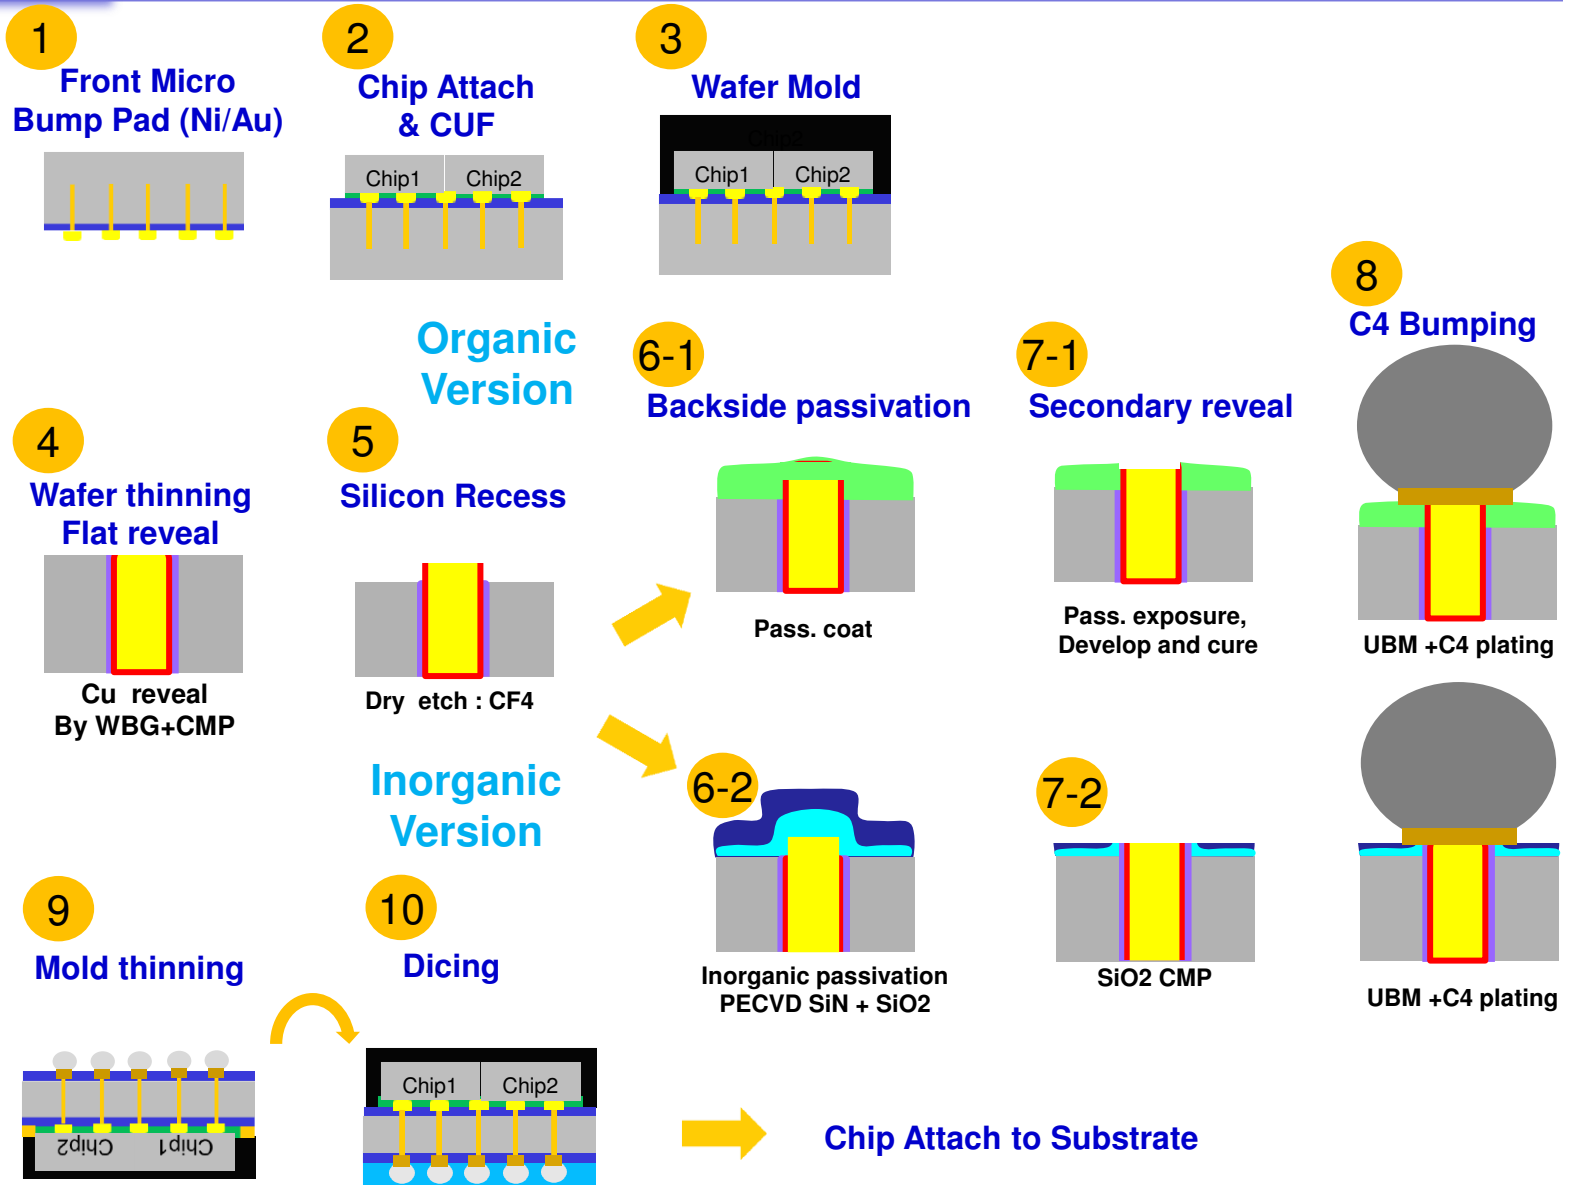 1
Front Micro
Bump Pad (Ni/Au)
2
Chip Attach
& CUF
Chip1
Chip2
3
Wafer Mold
Chip2
Chip1
Chip2
Organic
Version
4
Wafer thinning
Flat reveal
Cu reveal
By WBG+CMP
5
Silicon Recess
Dry etch : CF4
6-1
Backside passivation
Pass. coat
7-1
Secondary reveal
Pass. exposure,
Develop and cure
8
C4 Bumping
UBM +C4 plating
Inorganic
Version
6-2
Inorganic passivation
PECVD SiN + SiO2
7-2
SiO2 CMP
UBM +C4 plating
9
Mold thinning
Chip2
Chip1
10
Dicing
Chip1
Chip2
Chip Attach to Substrate